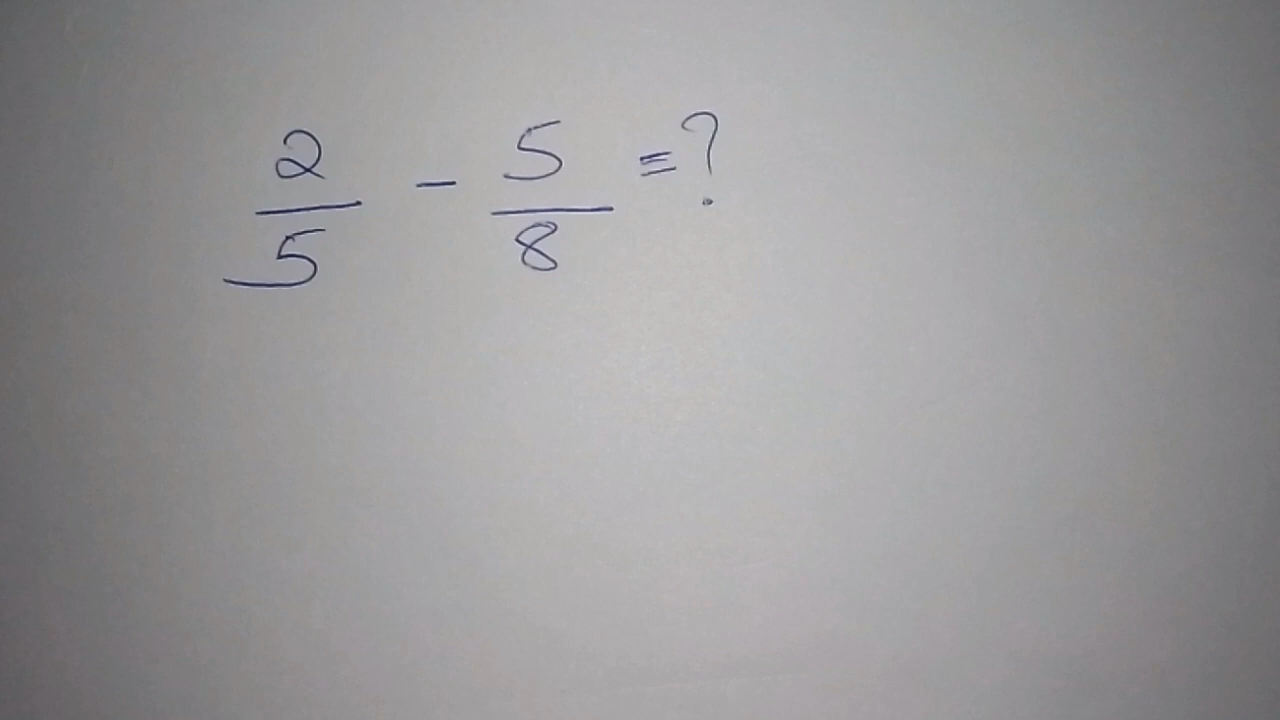 2/5 - 5/8 = ?